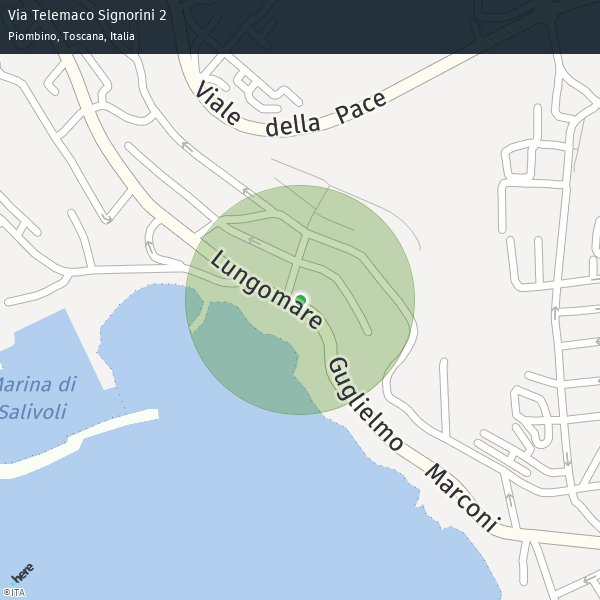 Via Telemaco Signorini 2
Piombino, Toscana, Italia
Viale della Pace
Lungomare Guglielmo Marconi
Marina di
Salivoli
here
©ITA